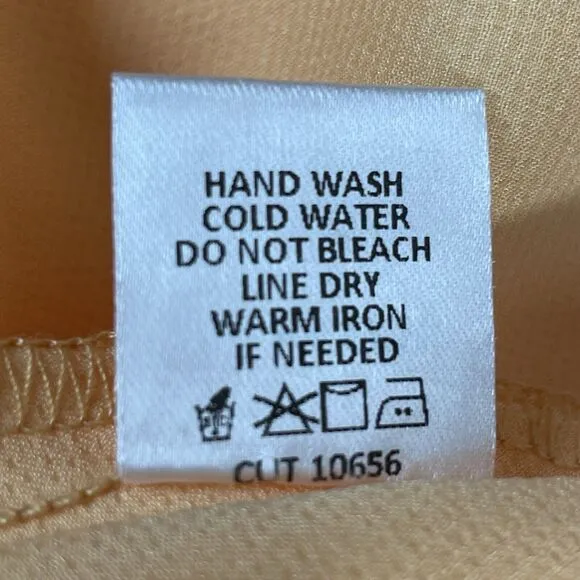 HAND WASH
COLD WATER
DO NOT BLEACH
LINE DRY
WARM IRON
IF NEEDED
CUT 10656